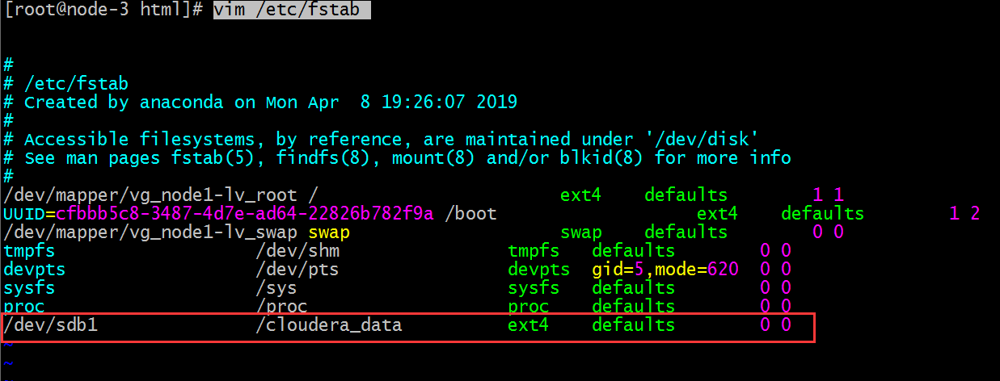 [root@node-3 html]# vim /etc/fstab
#
# /etc/fstab
# Created by anaconda on Mon Apr  8 19:26:07 2019
#
# Accessible filesystems, by reference, are maintained under '/dev/disk'
# See man pages fstab(5), findfs(8), mount(8) and/or blkid(8) for more info
#
/dev/mapper/vg_node1-lv_root /                       ext4    defaults        1 1
UUID=cfbbb5c8-3487-4d7e-ad64-22826b782f9a /boot                   ext4    defaults        1 2
/dev/mapper/vg_node1-lv_swap swap                    swap    defaults        0 0
tmpfs                   /dev/shm                tmpfs   defaults        0 0
devpts                  /dev/pts                devpts  gid=5,mode=620  0 0
sysfs                   /sys                    sysfs   defaults        0 0
proc                    /proc                   proc    defaults        0 0
/dev/sdb1               /cloudera_data          ext4    defaults        0 0
~
~